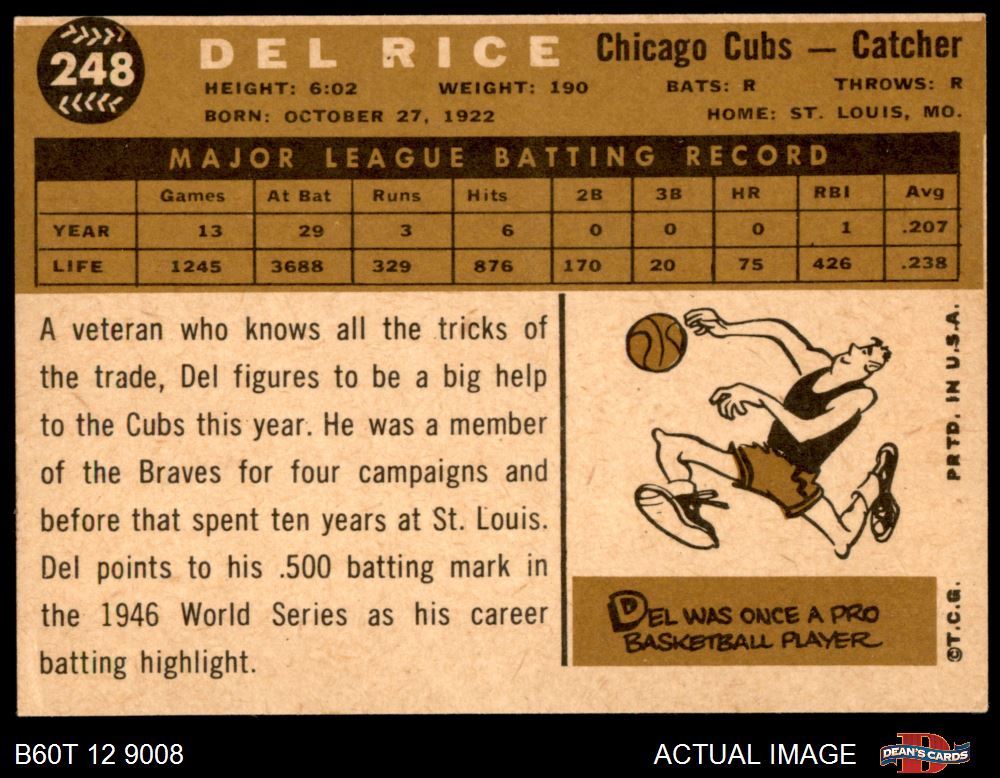 248
DEL RICE Chicago Cubs — Catcher
HEIGHT: 6:02 WEIGHT: 190 BATS: R THROWS: R
BORN: OCTOBER 27, 1922 HOME: ST. LOUIS, MO.
MAJOR LEAGUE BATTING RECORD
Games At Bat Runs Hits 2B 3B HR RBI Avg
YEAR 13 29 3 6 0 0 0 1 .207
LIFE 1245 3688 329 876 170 20 75 426 .238
A veteran who knows all the tricks of
the trade, Del figures to be a big help
to the Cubs this year. He was a member
of the Braves for four campaigns and
before that spent ten years at St. Louis.
Del points to his .500 batting mark in
the 1946 World Series as his career
batting highlight.
DEL WAS ONCE A PRO
BASKETBALL PLAYER
©T.C.G. PRTD. IN U.S.A.
B60T 12 9008 ACTUAL IMAGE
D
DEAN'S CARDS